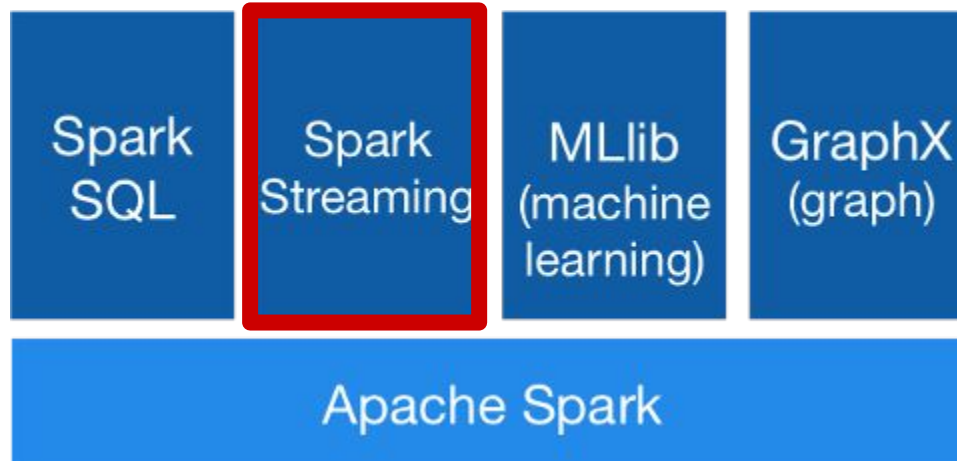 Spark
SQL
Spark
Streaming
MLlib
(machine
learning)
GraphX
(graph)
Apache Spark